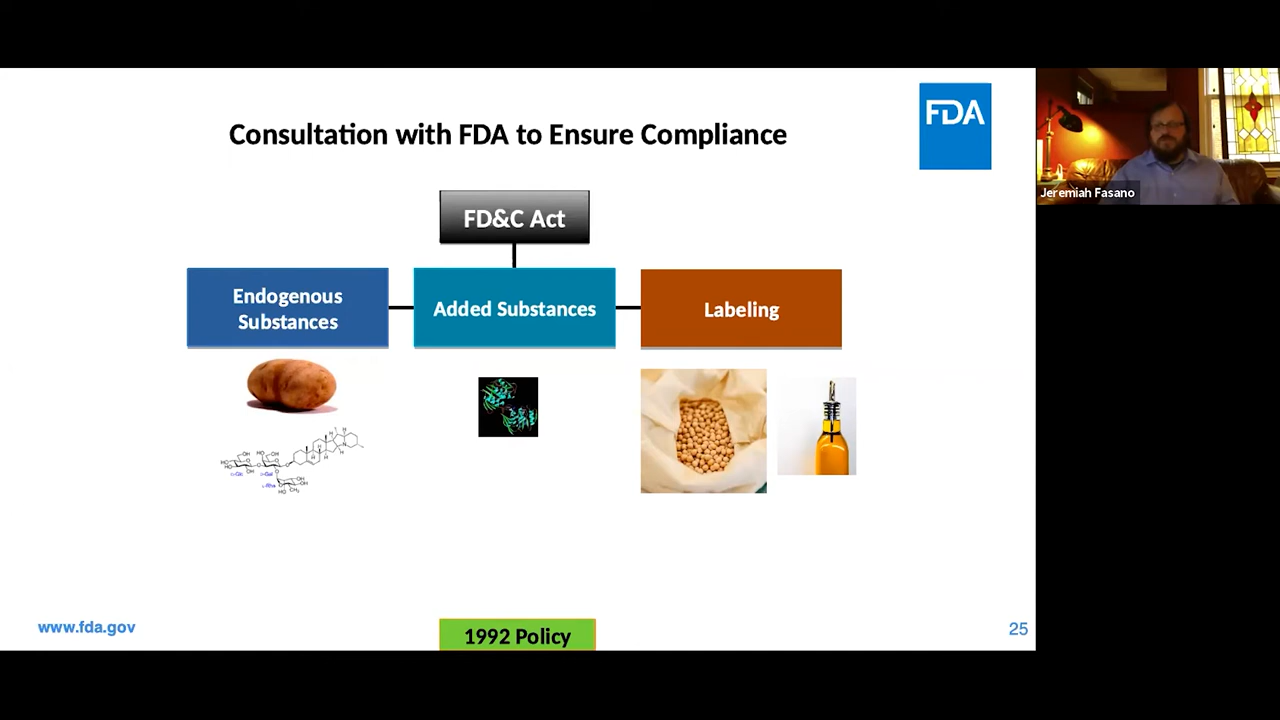 Consultation with FDA to Ensure Compliance
FDA
Jeremiah Fasano
FD&C Act
Endogenous
Substances
Added Substances
Labeling
www.fda.gov
1992 Policy
25